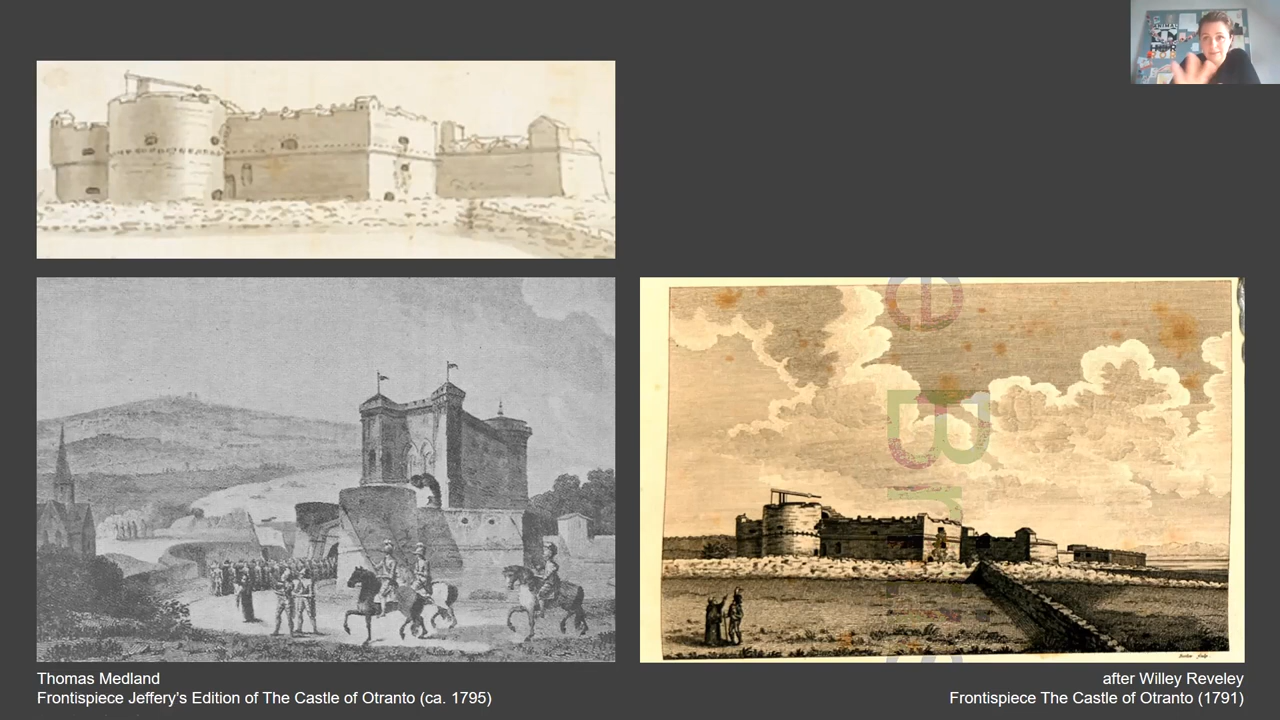 Thomas Medland
Frontispiece Jeffery's Edition of The Castle of Otranto (ca. 1795)
after Willey Reveley
Frontispiece The Castle of Otranto (1791)